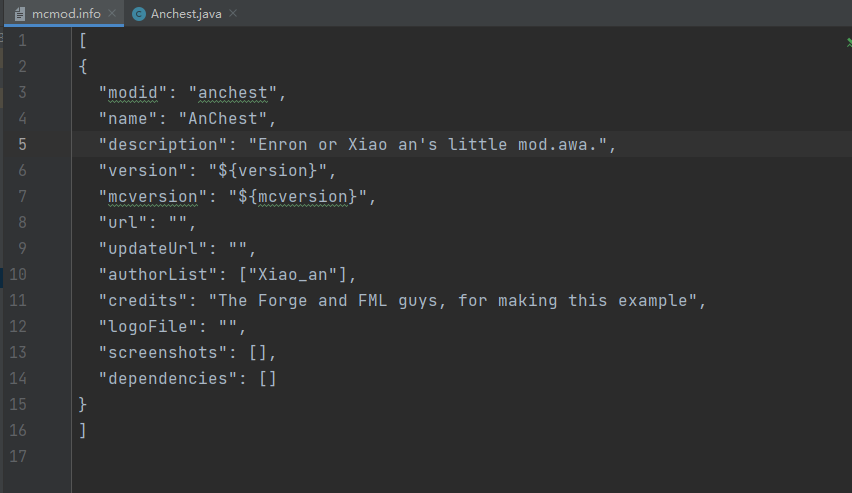 mcmod.info Anchest.java
1 [
2 {
3 "modid": "anchest",
4 "name": "AnChest",
5 "description": "Enron or Xiao an's little mod.awa.",
6 "version": "${version}",
7 "mcversion": "${mcversion}",
8 "url": "",
9 "updateUrl": "",
10 "authorList": ["Xiao_an"],
11 "credits": "The Forge and FML guys, for making this example",
12 "logoFile": "",
13 "screenshots": [],
14 "dependencies": []
15 }
16 ]
17